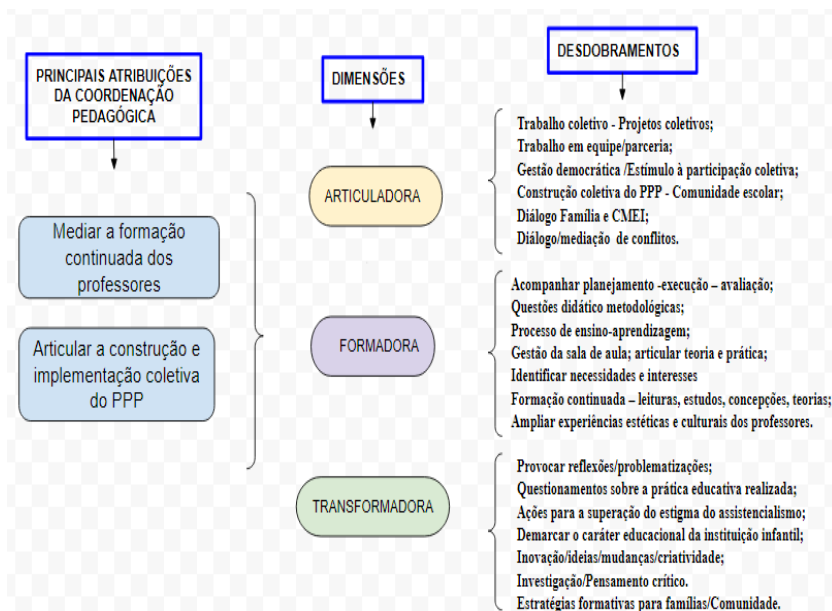 PRINCIPAIS ATRIBUIÇÕES
DA COORDENAÇÃO
PEDAGÓGICA
Mediar a formação
continuada dos
professores
Articular a construção e
implementação coletiva
do PPP
DIMENSÕES
ARTICULADORA
FORMADORA
TRANSFORMADORA
DESDOBRAMENTOS
Trabalho coletivo - Projetos coletivos;
Trabalho em equipe/parceria;
Gestão democrática /Estímulo à participação coletiva;
Construção coletiva do PPP - Comunidade escolar;
Diálogo Família e CMEI;
Diálogo/mediação de conflitos.
Acompanhar planejamento -execução – avaliação;
Questões didático metodológicas;
Processo de ensino-aprendizagem;
Gestão da sala de aula; articular teoria e prática;
Identificar necessidades e interesses
Formação continuada – leituras, estudos, concepções, teorias;
Ampliar experiências estéticas e culturais dos professores.
Provocar reflexões/problematizações;
Questionamentos sobre a prática educativa realizada;
Ações para a superação do estigma do assistencialismo;
Demarcar o caráter educacional da instituição infantil;
Inovação/ideias/mudanças/criatividade;
Investigação/Pensamento crítico.
Estratégias formativas para famílias/Comunidade.